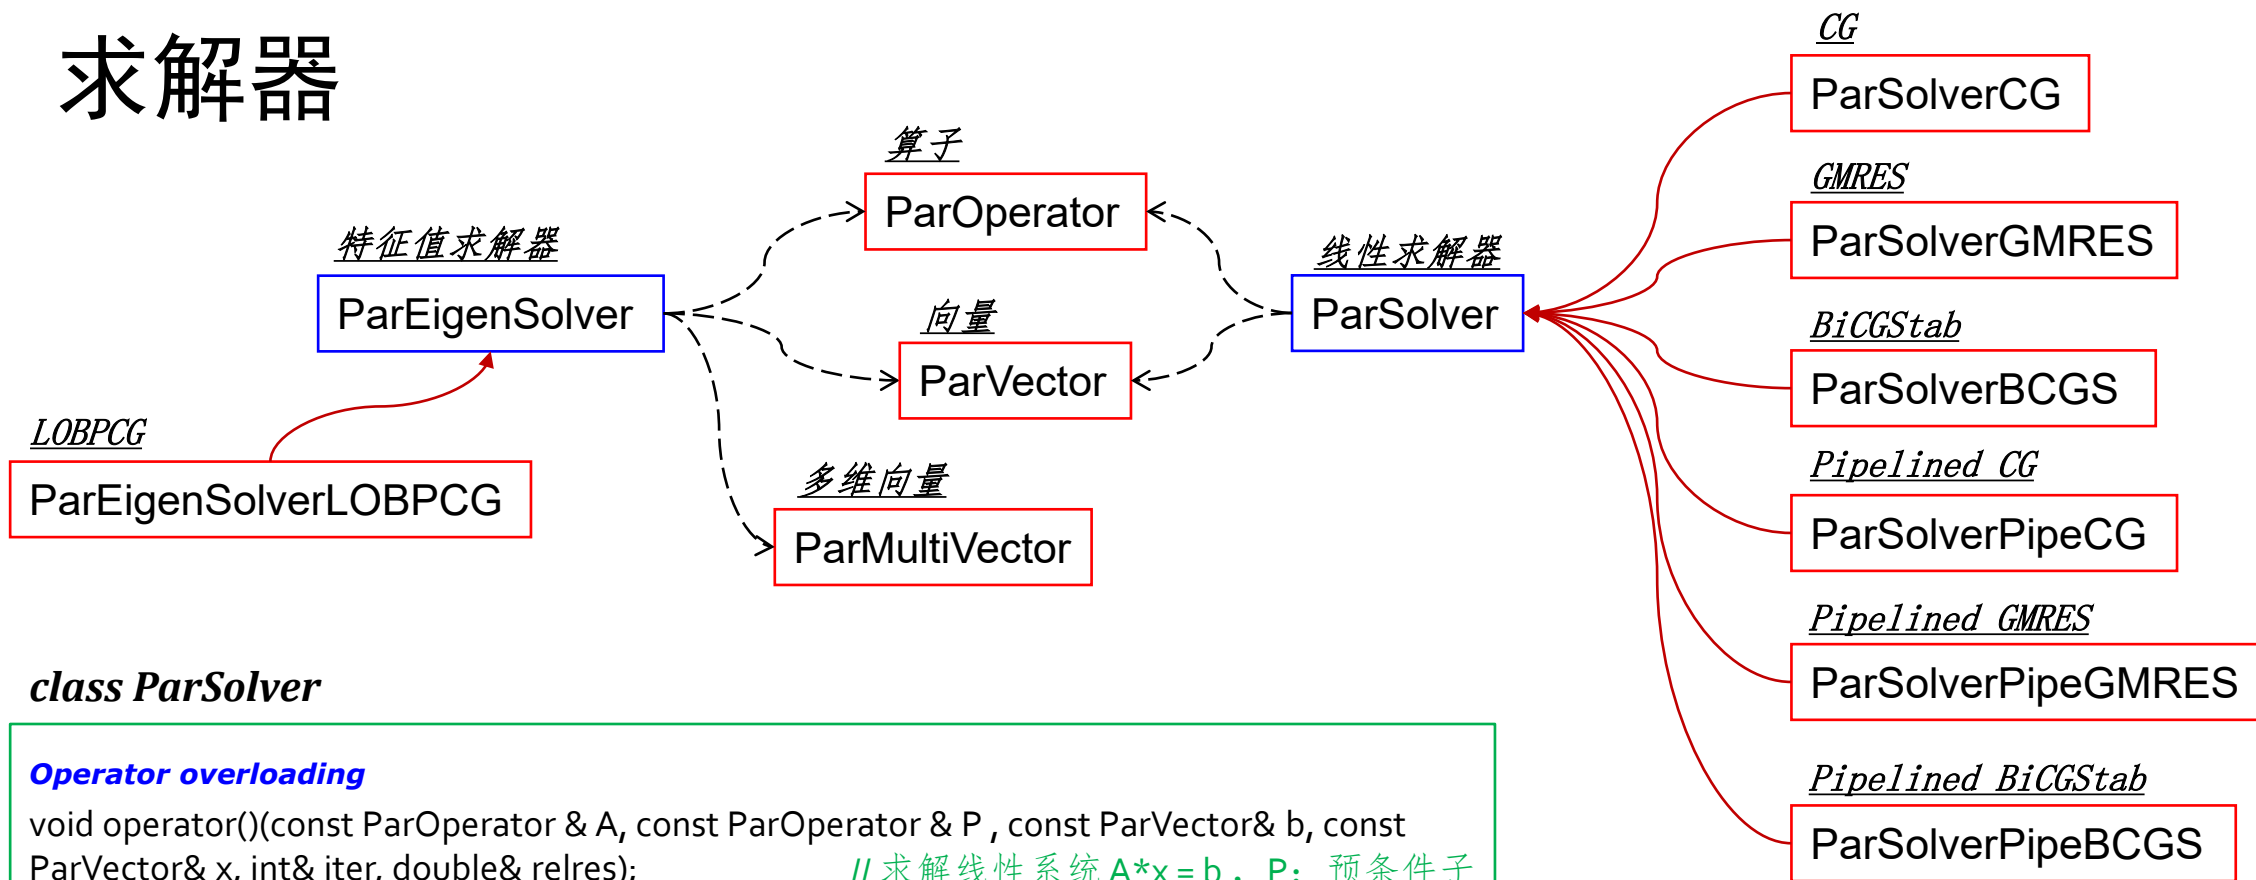 求解器
CG
ParSolverCG
算子
ParOperator
GMRES
ParSolverGMRES
特征值求解器
ParEigenSolver
线性求解器
ParSolver
向量
ParVector
BiCGStab
ParSolverBCGS
LOBPCG
ParEigenSolverLOBPCG
多维向量
ParMultiVector
Pipelined CG
ParSolverPipeCG
Pipelined GMRES
ParSolverPipeGMRES
Pipelined BiCGStab
ParSolverPipeBCGS
class ParSolver
Operator overloading
void operator()(const ParOperator & A, const ParOperator & P , const ParVector& b, const
ParVector& x, int& iter, double& relres); // 求解线性系统 A*x = b ，P：预条件子